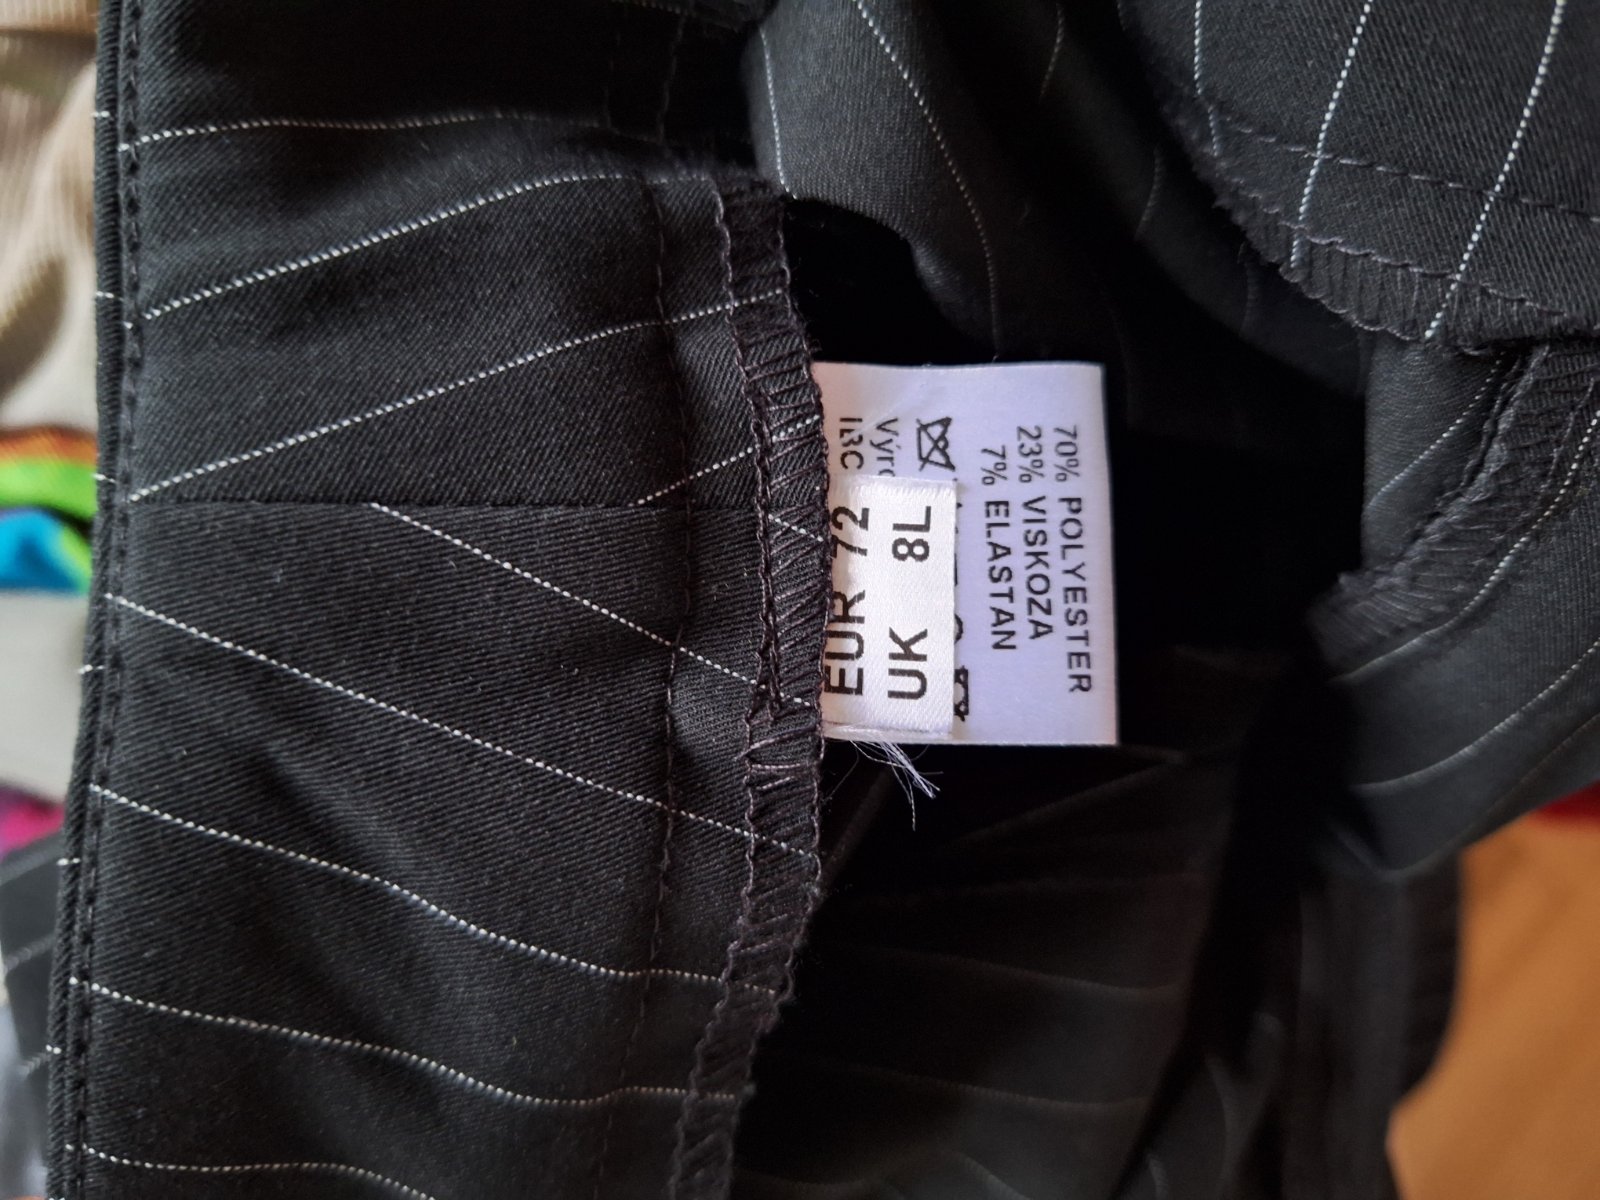 EUR 72
UK 8L
70% POLYESTER
23% VISKOZA
7% ELASTAN